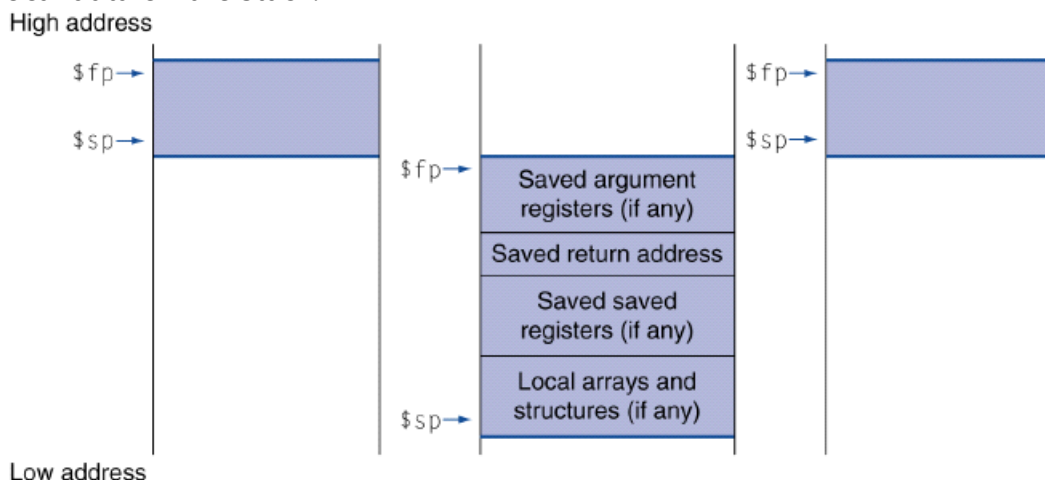 High address
$fp
$fp
$sp
$sp
$fp
Saved argument
registers (if any)
Saved return address
Saved saved
registers (if any)
Local arrays and
structures (if any)
$sp
Low address